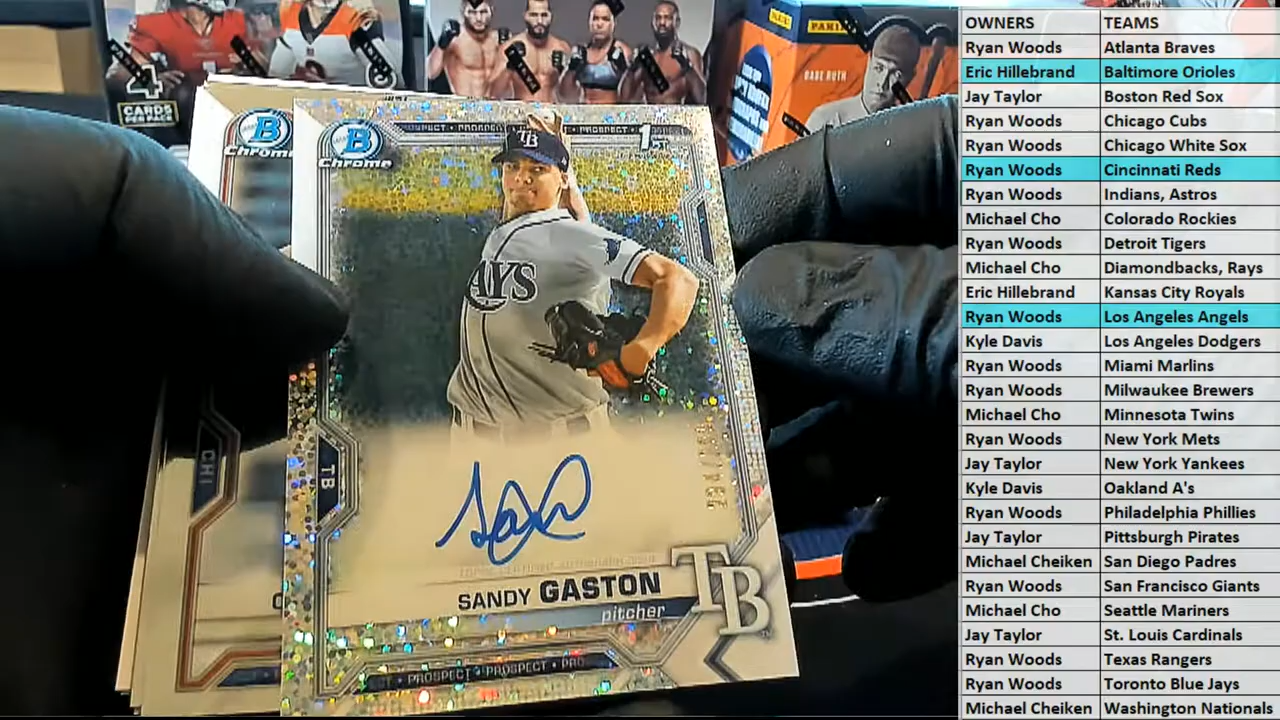 4
CARDS
PANINI
PANINI
BABE RUTH
B
Chrome
B
Chrome
PROSPECT • PROSPECT
PROSPECT
1st
TB
RAYS
CHI
TB
SANDY GASTON
pitcher
TB
PROSPECT • PROSPECT • PRO
OWNERS TEAMS
Ryan Woods Atlanta Braves
Eric Hillebrand Baltimore Orioles
Jay Taylor Boston Red Sox
Ryan Woods Chicago Cubs
Ryan Woods Chicago White Sox
Ryan Woods Cincinnati Reds
Ryan Woods Indians, Astros
Michael Cho Colorado Rockies
Ryan Woods Detroit Tigers
Michael Cho Diamondbacks, Rays
Eric Hillebrand Kansas City Royals
Ryan Woods Los Angeles Angels
Kyle Davis Los Angeles Dodgers
Ryan Woods Miami Marlins
Ryan Woods Milwaukee Brewers
Michael Cho Minnesota Twins
Ryan Woods New York Mets
Jay Taylor New York Yankees
Kyle Davis Oakland A's
Ryan Woods Philadelphia Phillies
Jay Taylor Pittsburgh Pirates
Michael Cheiken San Diego Padres
Ryan Woods San Francisco Giants
Michael Cho Seattle Mariners
Jay Taylor St. Louis Cardinals
Ryan Woods Texas Rangers
Ryan Woods Toronto Blue Jays
Michael Cheiken Washington Nationals